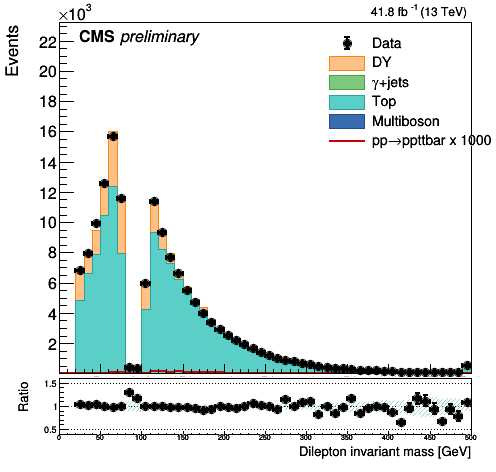 ×10³
41.8 fb⁻¹ (13 TeV)
Events
CMS preliminary
22
20
18
16
14
12
10
8
6
4
2
Data
DY
γ+jets
Top
Multiboson
pp→ppttbar x 1000
Ratio
1.5
1
0.5
0 50 100 150 200 250 300 350 400 450 500
Dilepton invariant mass [GeV]